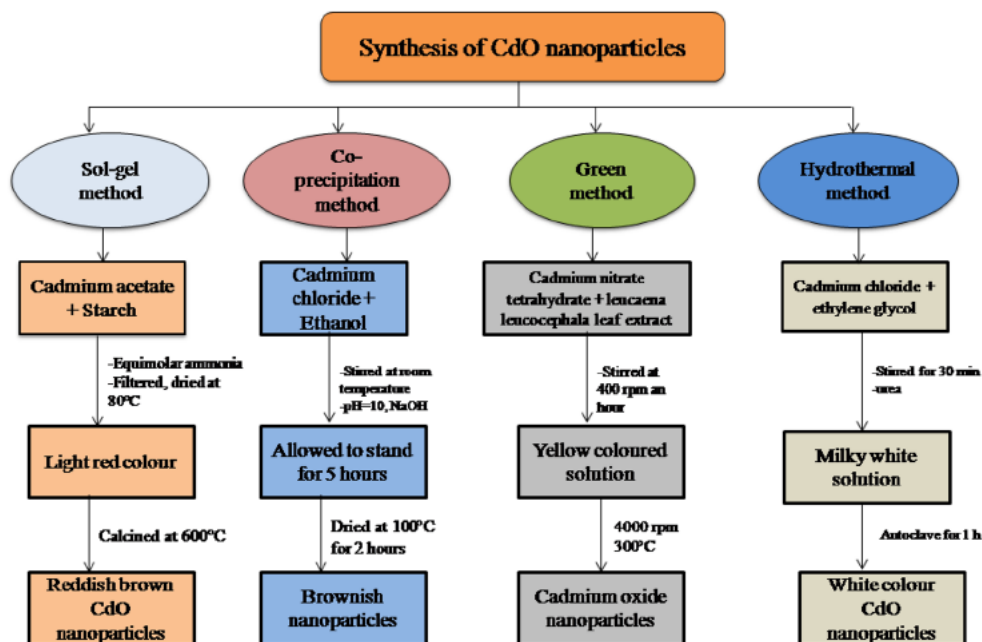 Synthesis of CdO nanoparticles
Sol-gel
method
Co-
precipitation
method
Green
method
Hydrothermal
method
Cadmium acetate
+ Starch
Cadmium
chloride +
Ethanol
Cadmium nitrate
tetrahydrate + leucaena
leucocephala leaf extract
Cadmium chloride +
ethylene glycol
-Equimolar ammonia
-Filtered, dried at
80°C
-Stirred at room
temperature
-pH=10, NaOH
-Stirred at
400 rpm an
hour
-Stirred for 30 min
-urea
Light red colour
Allowed to stand
for 5 hours
Yellow coloured
solution
Milky white
solution
Calcined at 600°C
Dried at 100°C
for 2 hours
4000 rpm
300°C
Autoclave for 1 h
Reddish brown
CdO
nanoparticles
Brownish
nanoparticles
Cadmium oxide
nanoparticles
White colour
CdO
nanoparticles